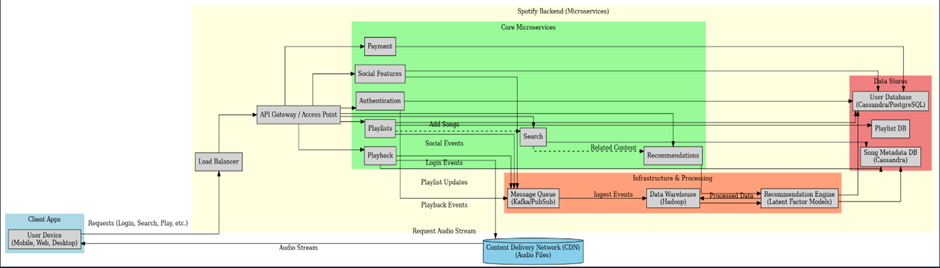 Spotify Backend (Microservices)
Core Microservices
Payment
Social Features
Data Stores
Authentication
User Database
(Cassandra/PostgreSQL)
API Gateway / Access Point
Add Songs
Playlists
Playlist DB
Search
Social Events
Related Content
Playback
Recommendations
Song Metadata DB
(Cassandra)
Load Balancer
Login Events
Infrastructure & Processing
Playlist Updates
Message Queue
(Kafka/PubSub)
Ingest Events
Data Warehouse
(Hadoop)
Processed Data
Recommendation Engine
(Latent Factor Models)
Playback Events
Client Apps
Requests (Login, Search, Play, etc.)
User Device
(Mobile, Web, Desktop)
Request Audio Stream
Audio Stream
Content Delivery Network (CDN)
(Audio Files)